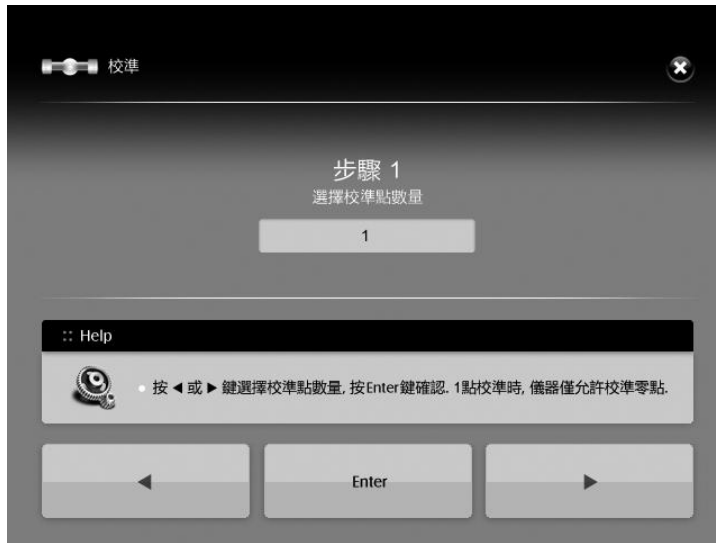 校準
步驟 1
選擇校準點數量
1
:: Help
按 ◀ 或 ▶ 鍵選擇校準點數量, 按Enter鍵確認. 1點校準時, 儀器僅允許校準零點.
◀
Enter
▶